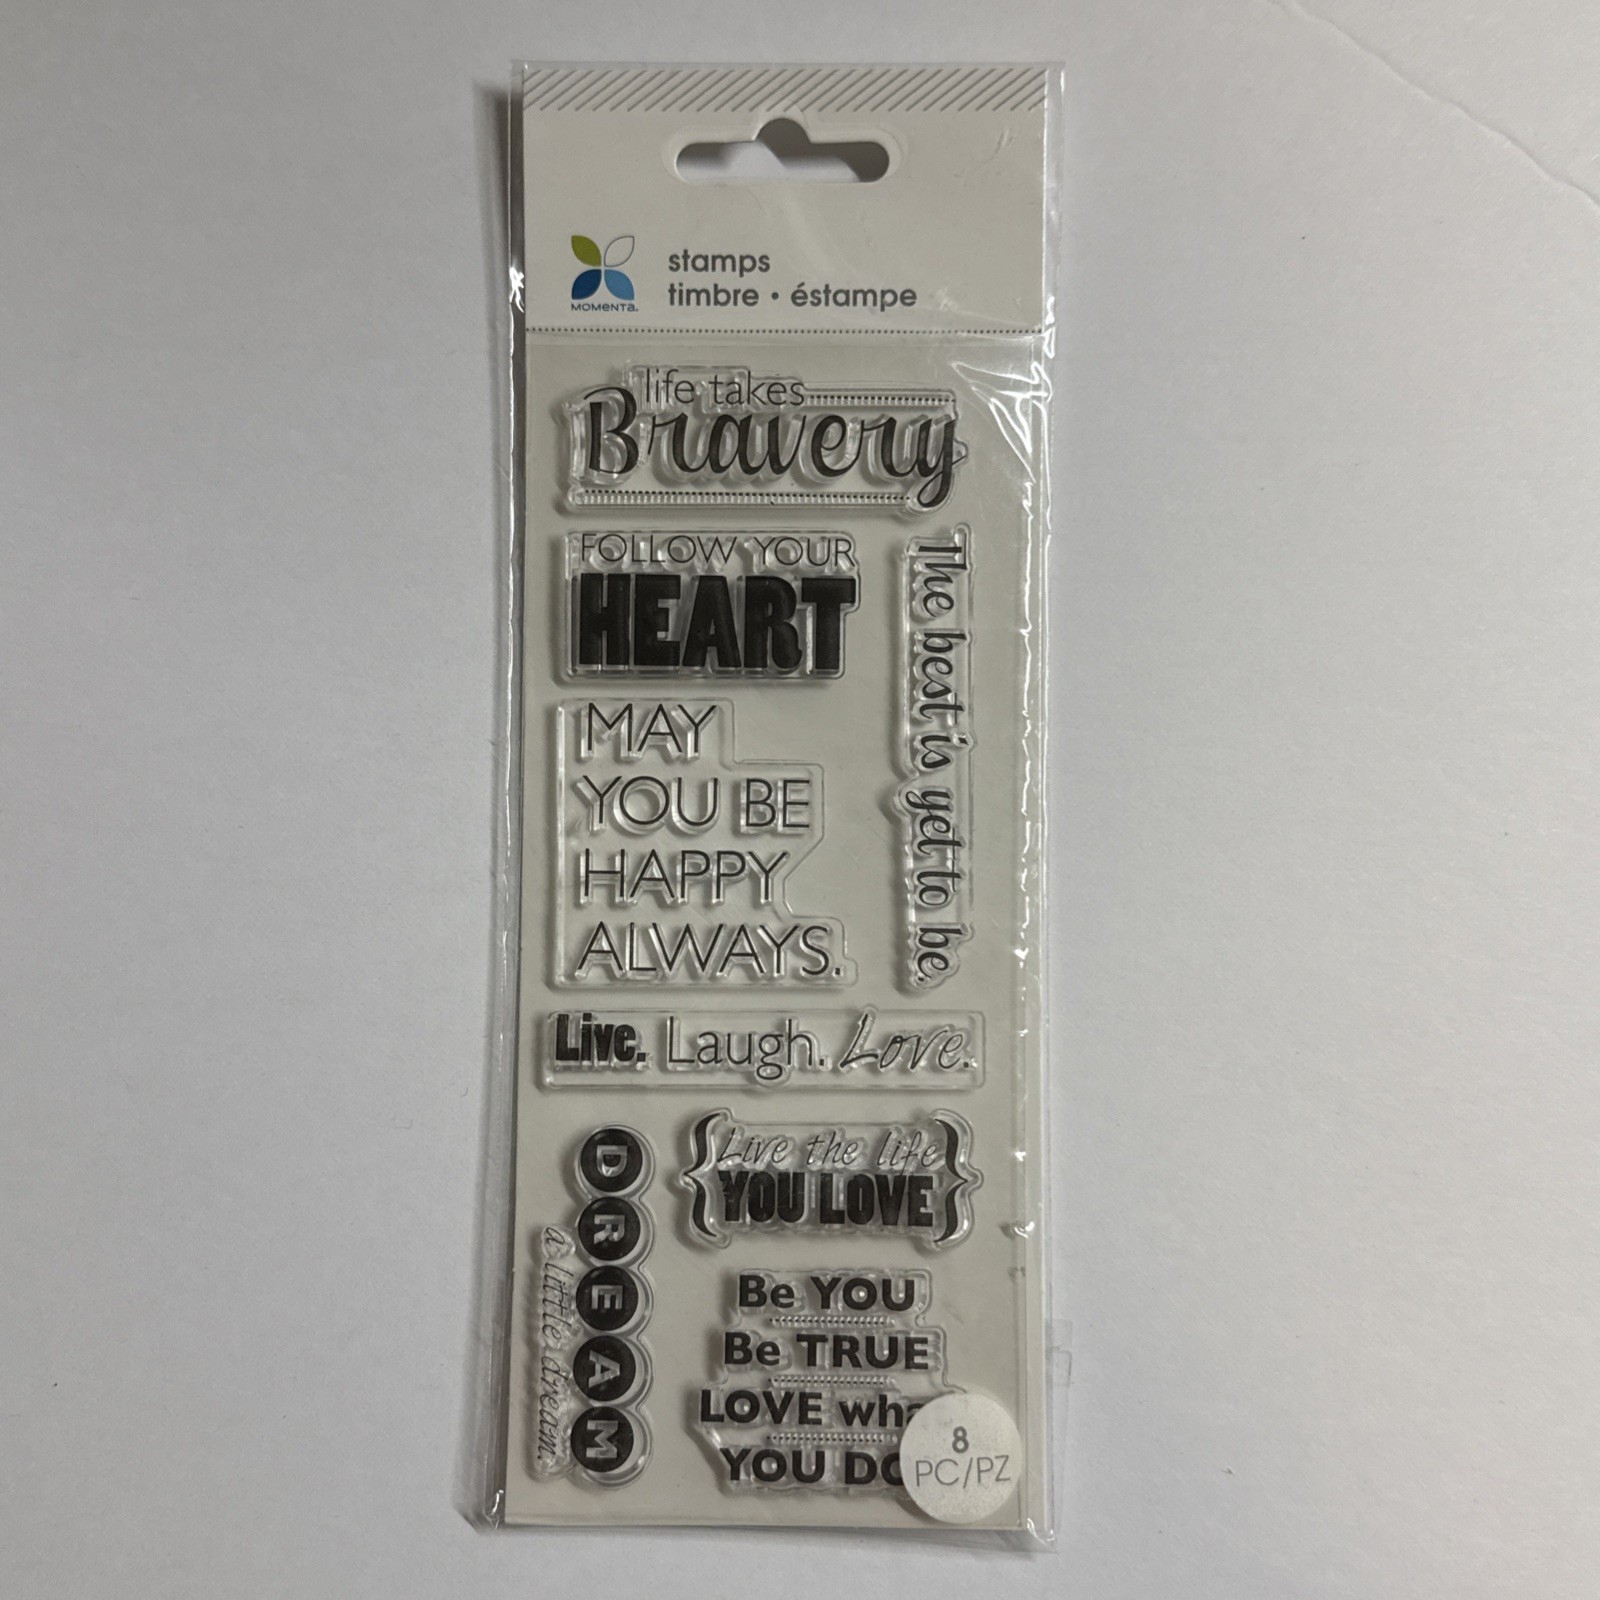 MOMENTA
stamps
timbre • éstampe
life takes
Bravery
FOLLOW YOUR
HEART
The best is yet to be.
MAY
YOU BE
HAPPY
ALWAYS.
Live. Laugh. Love.
DREAM
a little dream.
Live the life
YOU LOVE
Be YOU
Be TRUE
LOVE
YOU
8
PC/PZ